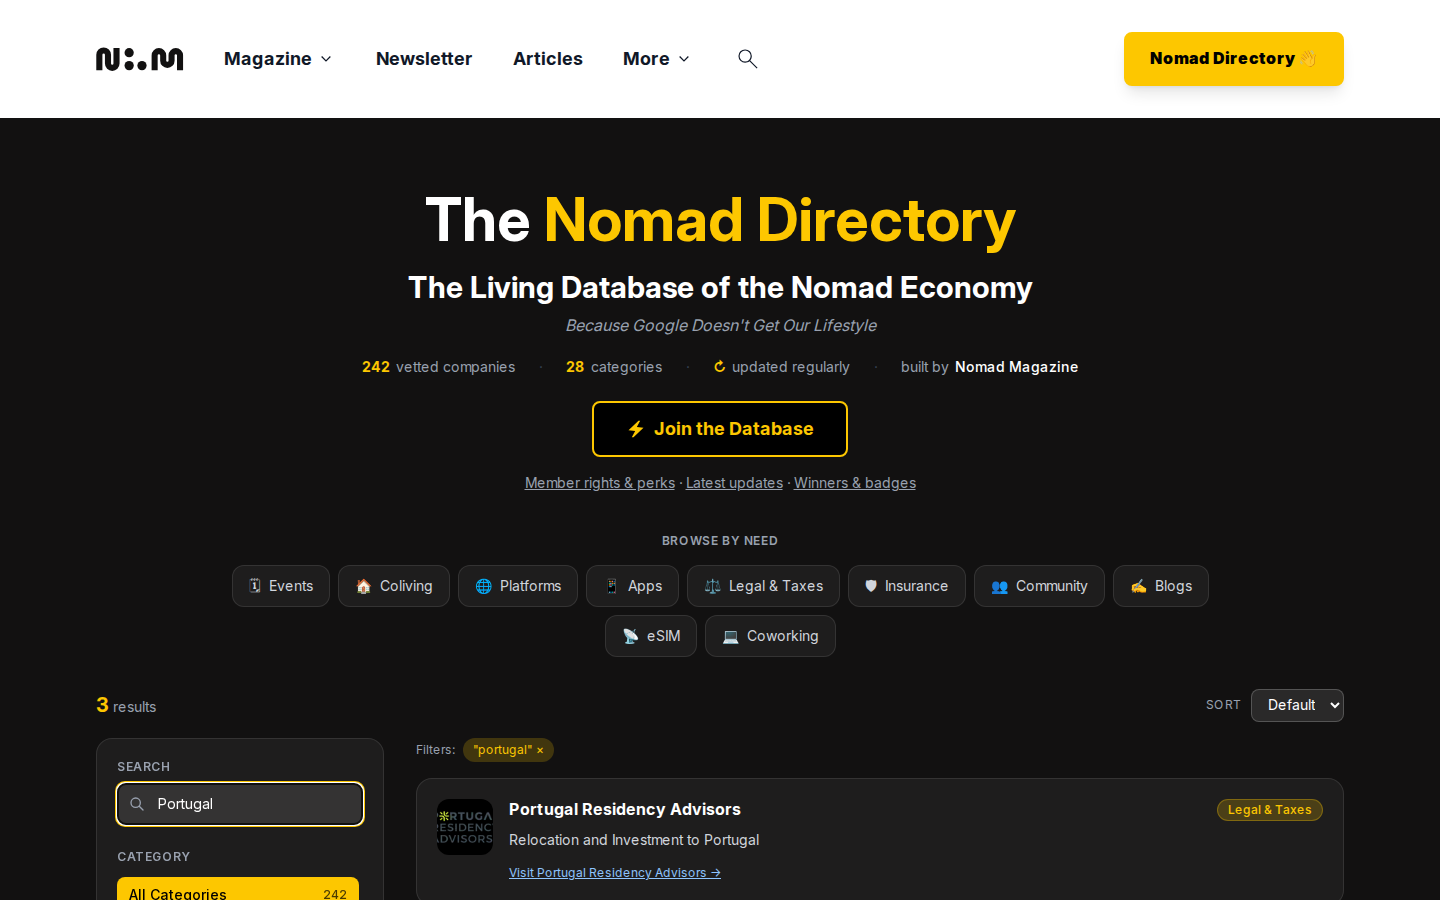 N:.M
Magazine
Newsletter
Articles
More
Nomad Directory 👋
The Nomad Directory
The Living Database of the Nomad Economy
Because Google Doesn't Get Our Lifestyle
242 vetted companies · 28 categories · ↻ updated regularly · built by Nomad Magazine
⚡ Join the Database
Member rights & perks · Latest updates · Winners & badges
BROWSE BY NEED
🗓 Events
🏠 Coliving
🌐 Platforms
📱 Apps
⚖️ Legal & Taxes
🛡 Insurance
👥 Community
✍️ Blogs
📡 eSIM
💻 Coworking
3 results
SORT
Default
SEARCH
Portugal
CATEGORY
All Categories 242
Filters: "portugal" ×
Portugal Residency Advisors
Legal & Taxes
Relocation and Investment to Portugal
Visit Portugal Residency Advisors →